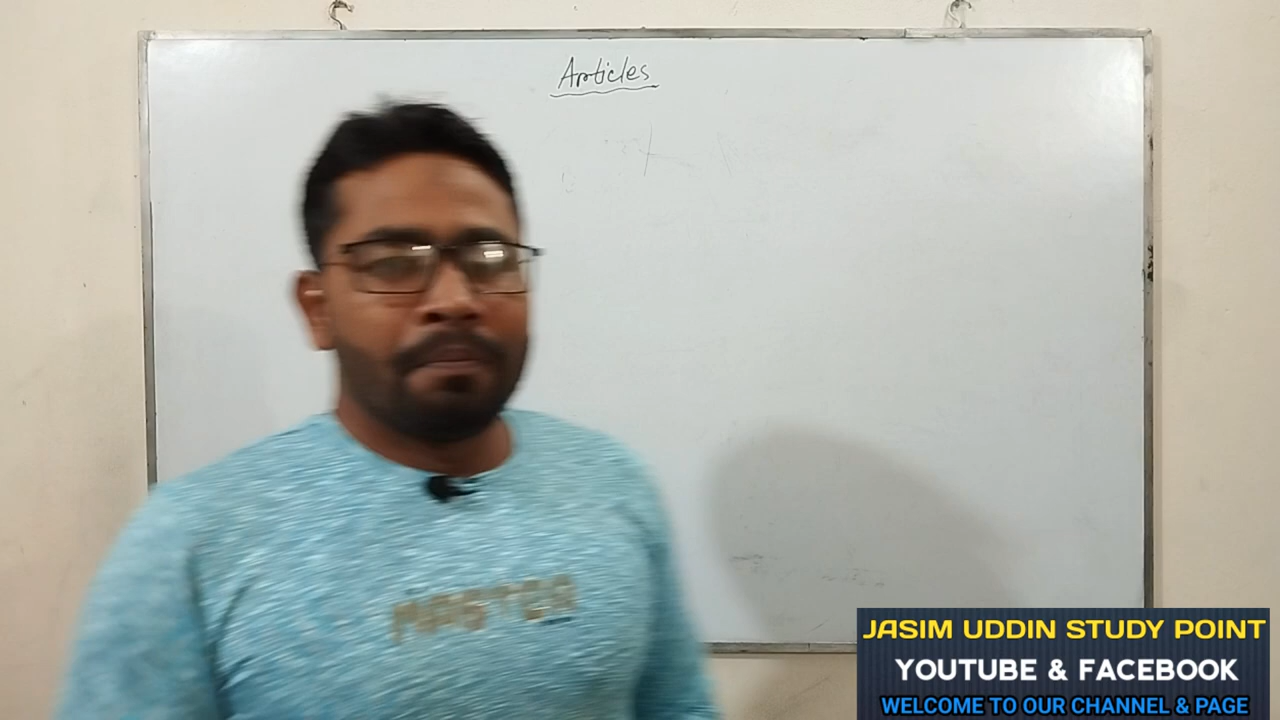 Articles
MASTER
JASIM UDDIN STUDY POINT
YOUTUBE & FACEBOOK
WELCOME TO OUR CHANNEL & PAGE